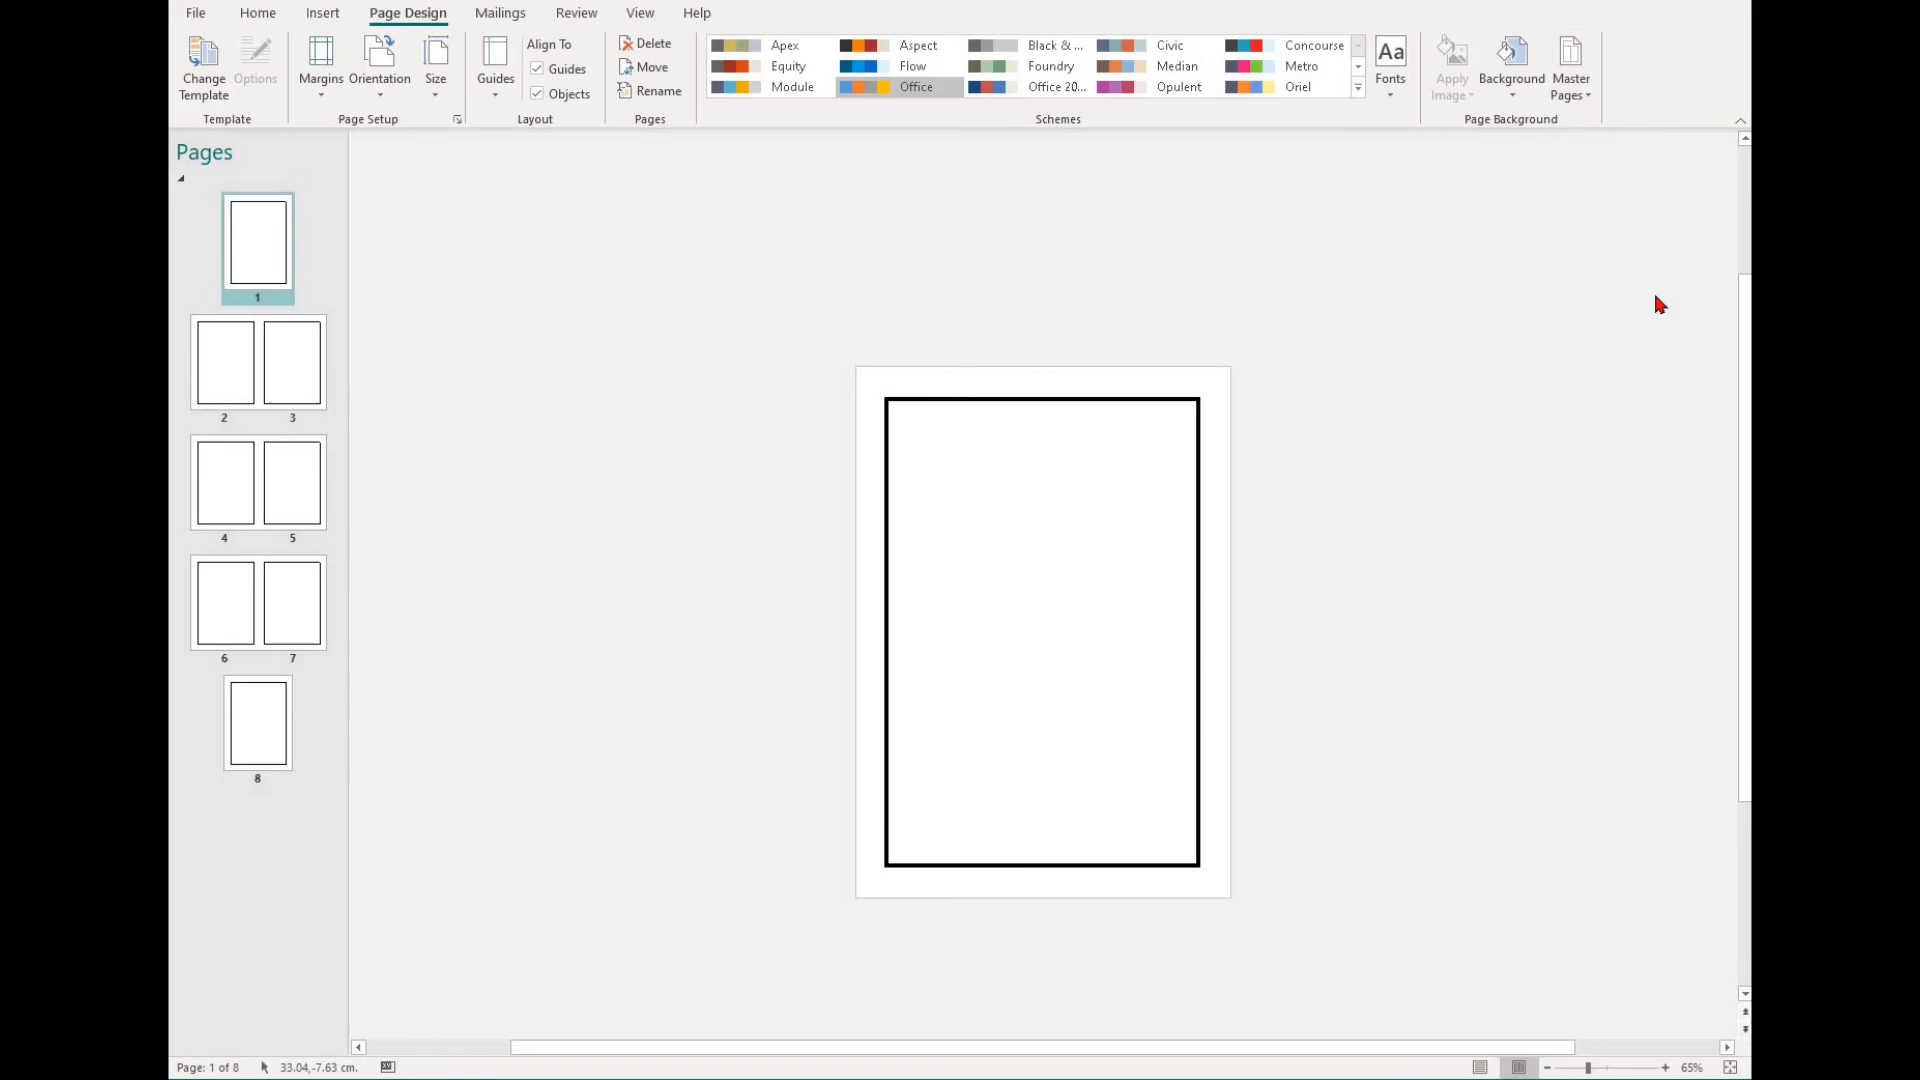 File Home Insert Page Design Mailings Review View Help
Change Template
Options
Template
Margins
Orientation
Size
Page Setup
Guides
Align To
Guides
Objects
Layout
Delete
Move
Rename
Pages
Apex Aspect Black & ... Civic Concourse
Equity Flow Foundry Median Metro
Module Office Office 20... Opulent Oriel
Schemes
Aa
Fonts
Apply Image
Background
Master Pages
Page Background
Pages
1
2 3
4 5
6 7
8
Page: 1 of 8 33.04,-7.63 cm. 65%